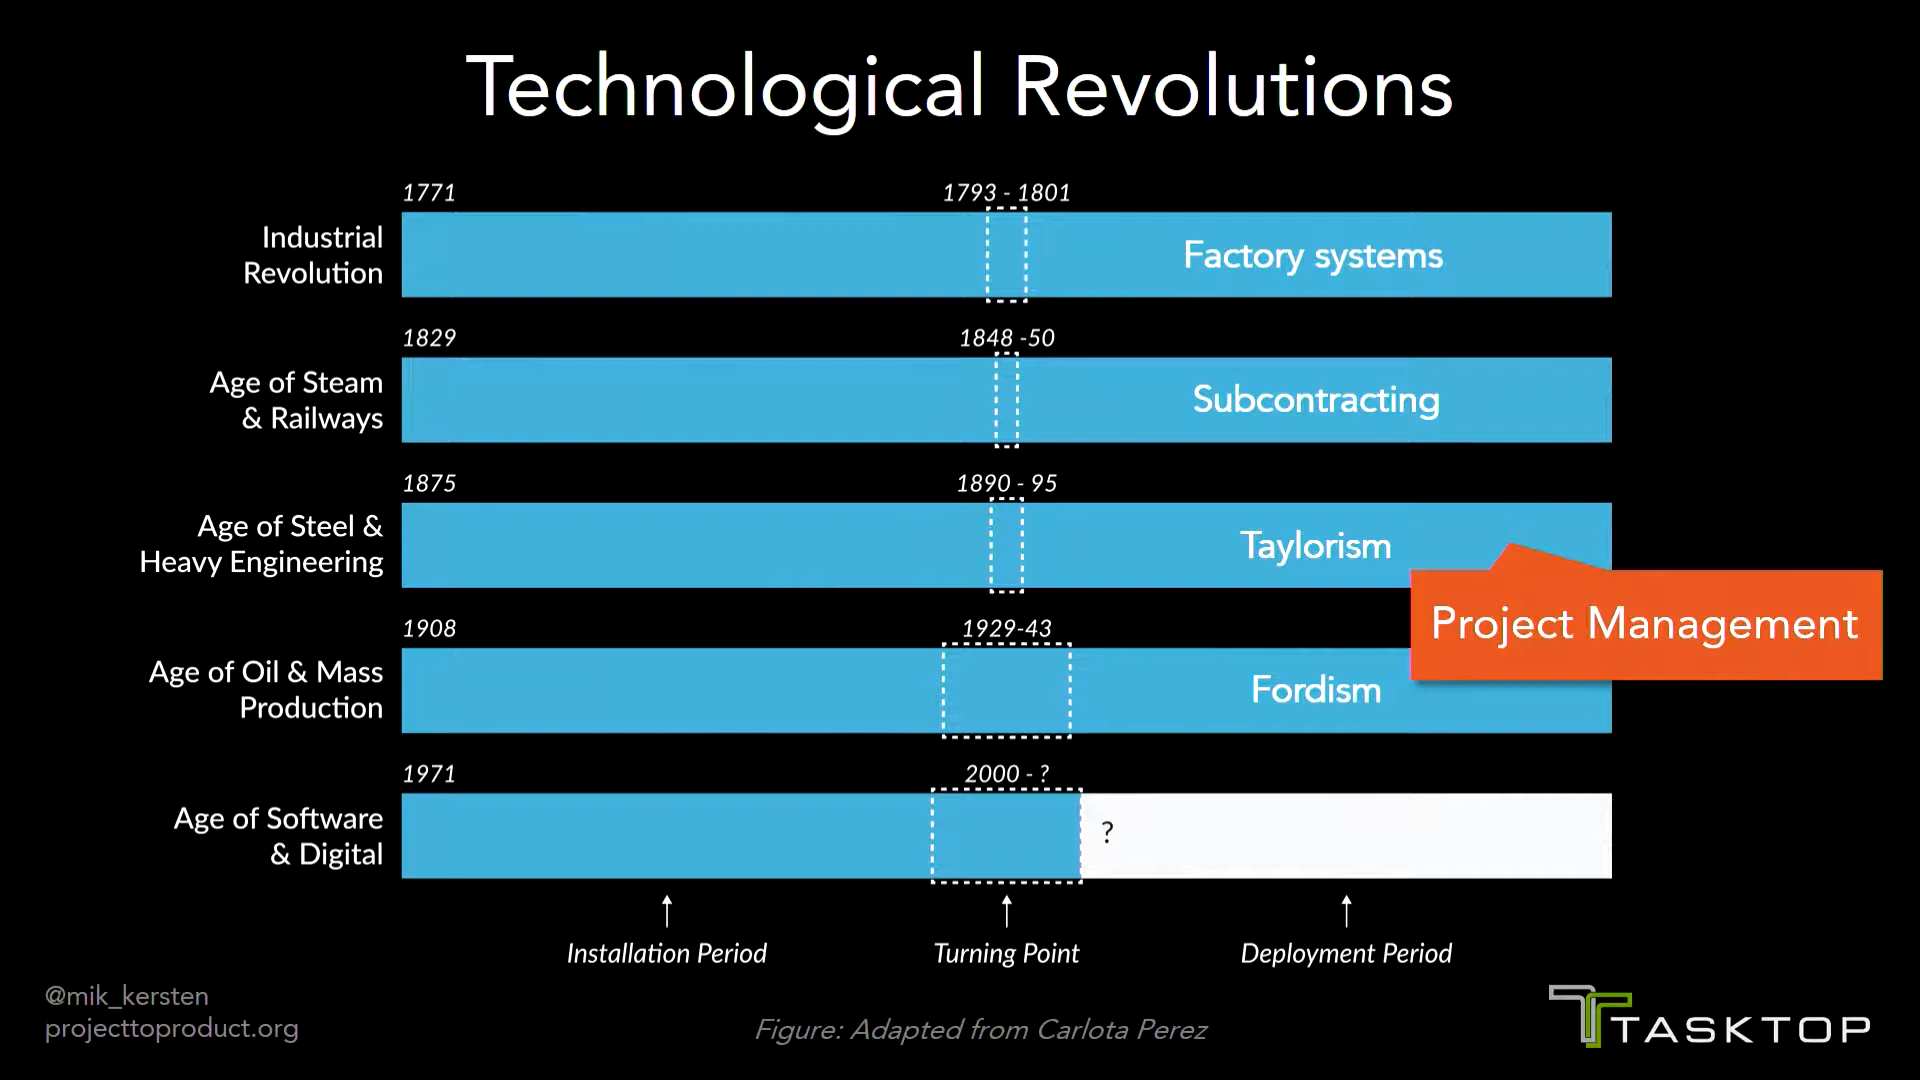 Technological Revolutions
1771
1793 - 1801
Industrial
Revolution
Factory systems
1829
1848 -50
Age of Steam
& Railways
Subcontracting
1875
1890 - 95
Age of Steel &
Heavy Engineering
Taylorism
Project Management
1908
1929-43
Age of Oil & Mass
Production
Fordism
1971
2000 - ?
Age of Software
& Digital
?
Installation Period
Turning Point
Deployment Period
@mik_kersten
projecttoproduct.org
Figure: Adapted from Carlota Perez
TASKTOP